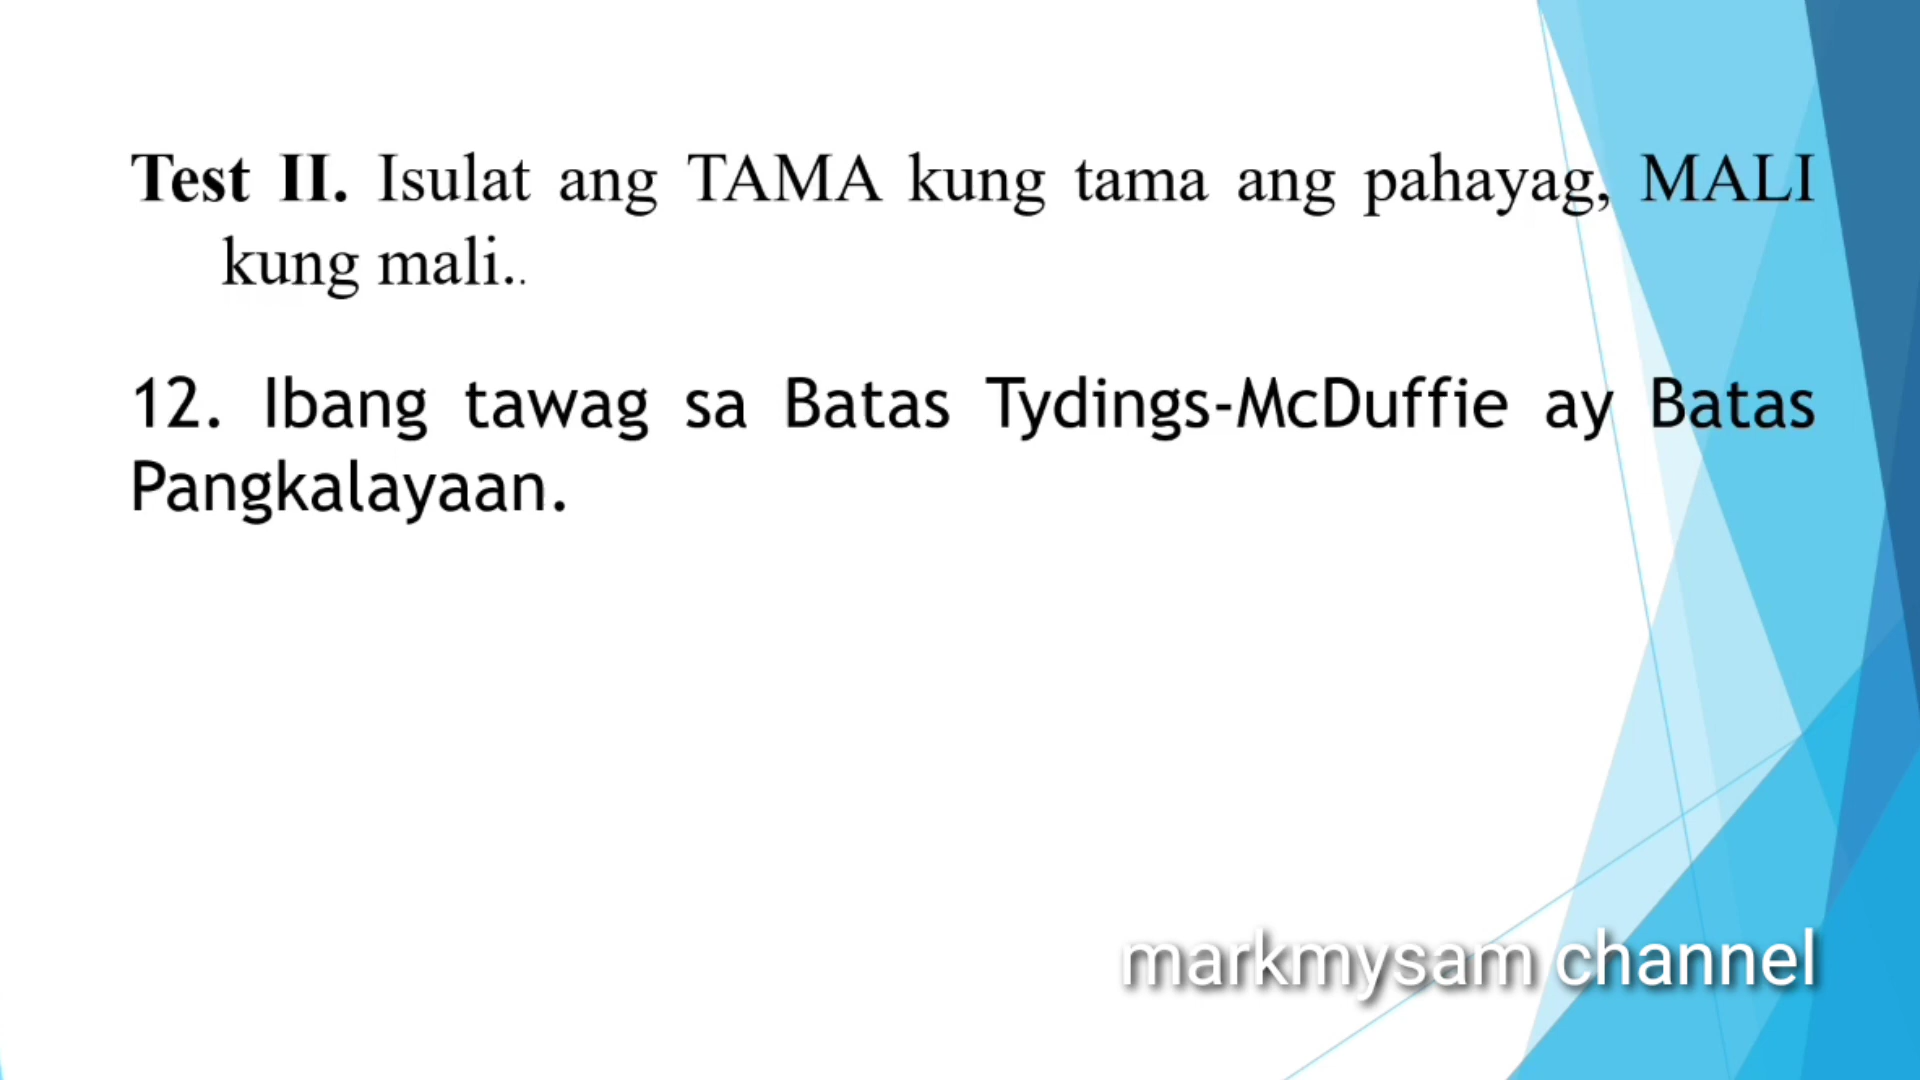 Test II. Isulat ang TAMA kung tama ang pahayag, MALI
kung mali..
12. Ibang tawag sa Batas Tydings-McDuffie ay Batas
Pangkalayaan.
markmysam channel